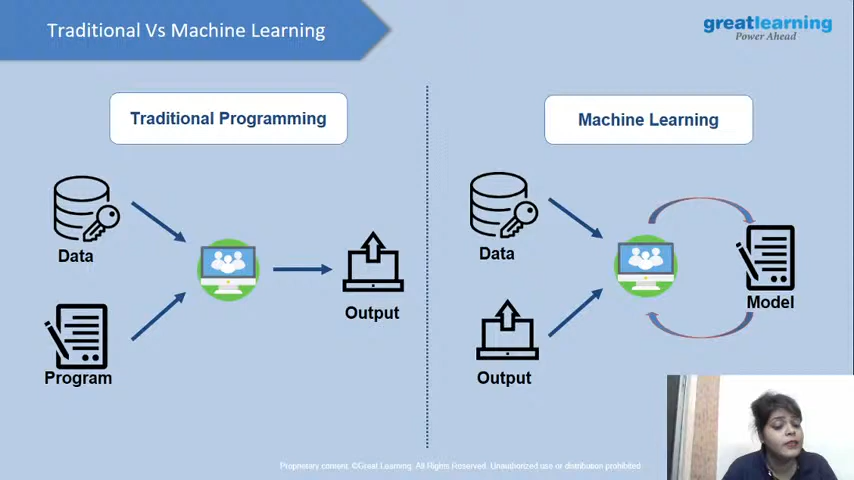 Traditional Vs Machine Learning
greatlearning
Power Ahead
Traditional Programming
Data
Program
Output
Machine Learning
Data
Output
Model
Proprietary content. ©Great Learning. All Rights Reserved. Unauthorized use or distribution prohibited